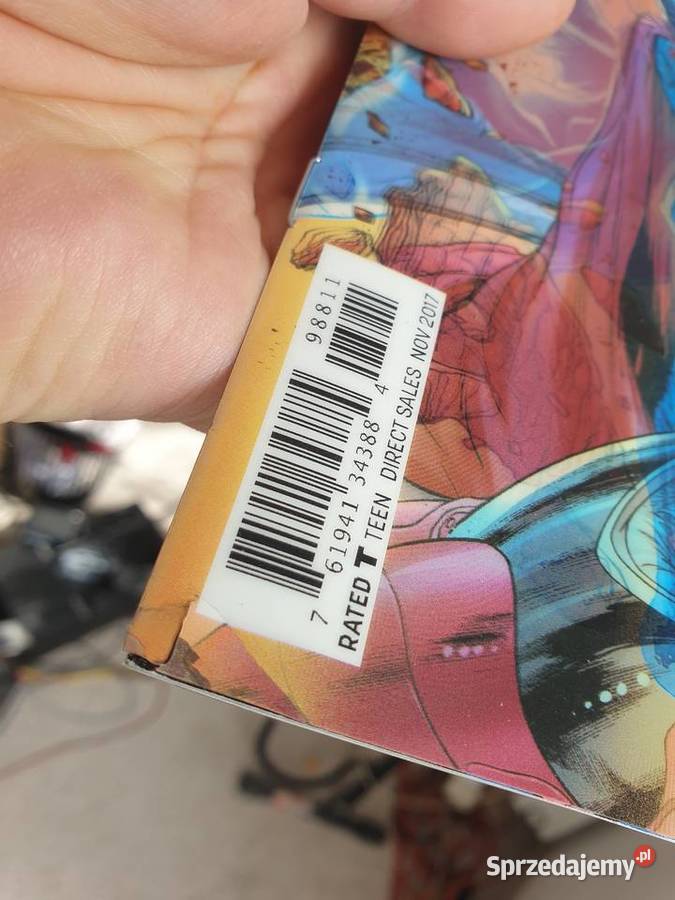 98811
7 61941 34388 4
RATED T TEEN DIRECT SALES NOV 2017
Sprzedajemy.pl